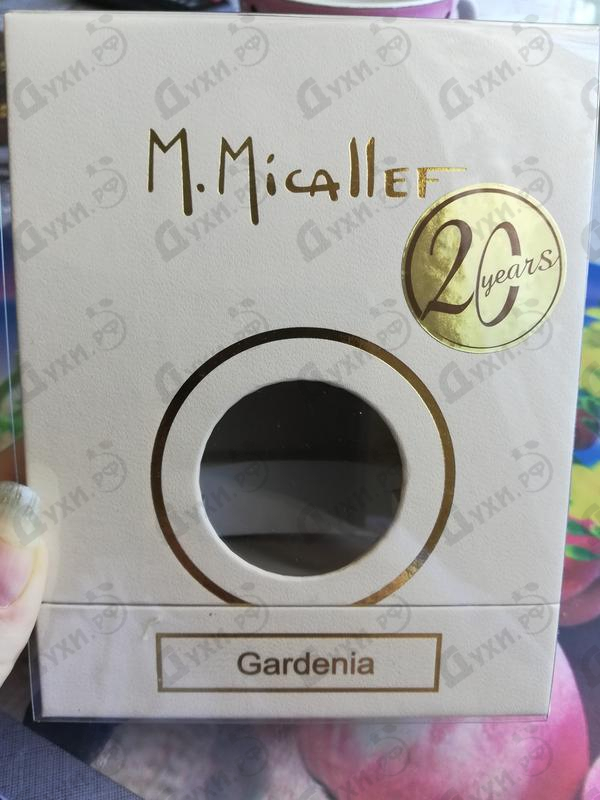 M. Micallef
20 years
Gardenia
Духи.РФ